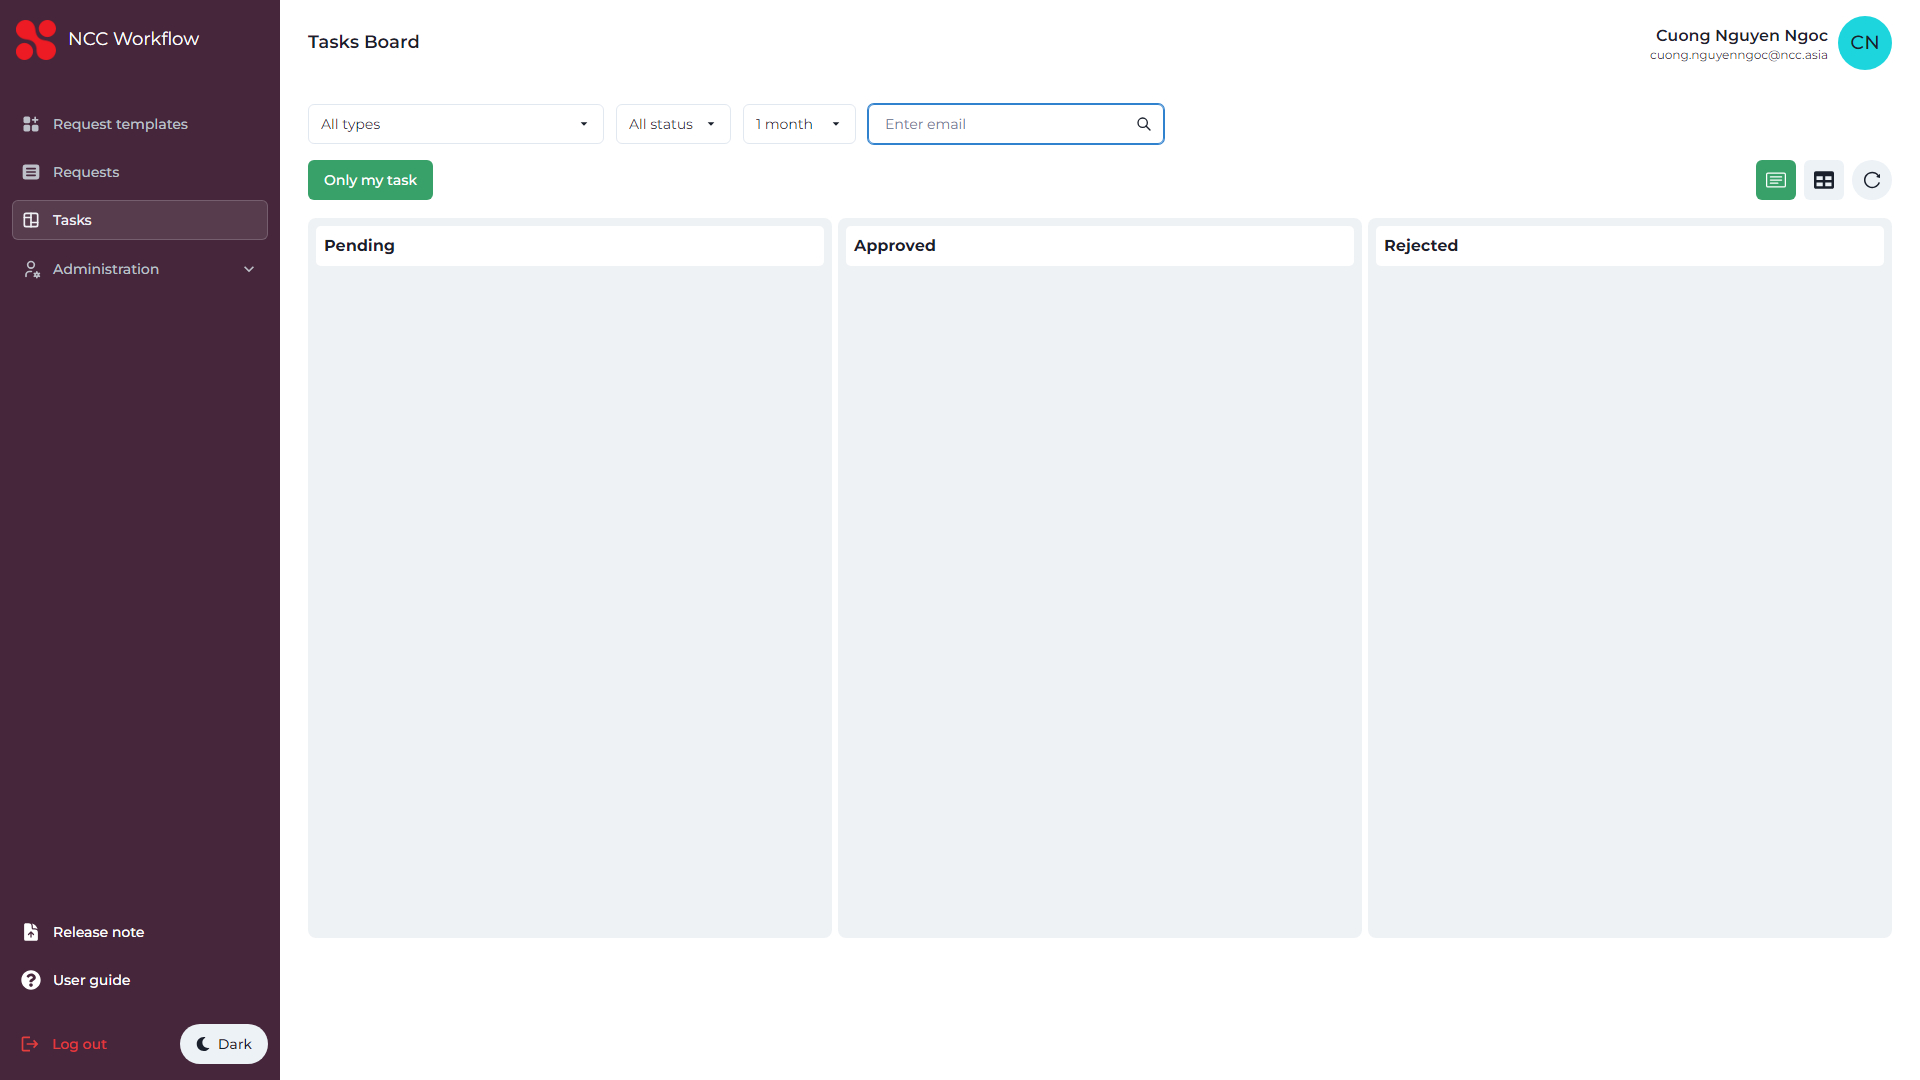 NCC Workflow
Request templates
Requests
Tasks
Administration
Release note
User guide
Log out
Dark
Tasks Board
Cuong Nguyen Ngoc
cuong.nguyenngoc@ncc.asia
CN
All types
All status
1 month
Enter email
Only my task
Pending
Approved
Rejected